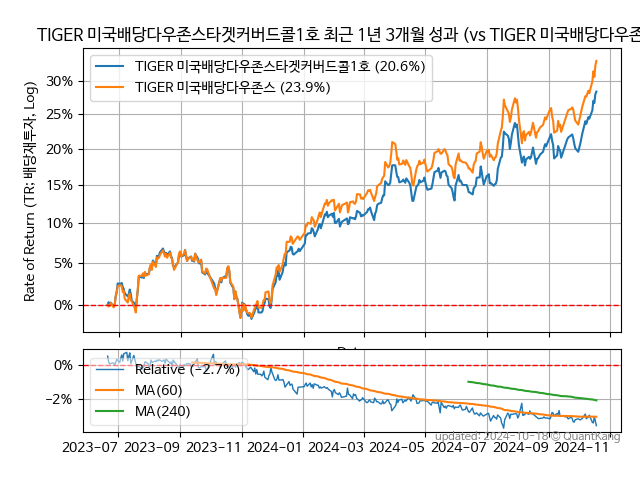 TIGER 미국배당다우존스타겟커버드콜1호 최근 1년 3개월 성과 (vs TIGER 미국배당다우존
TIGER 미국배당다우존스타겟커버드콜1호 (20.6%)
TIGER 미국배당다우존스 (23.9%)
Rate of Return (TR: 배당재투자, Log)
30%
25%
20%
15%
10%
5%
0%
0%
−2%
Relative (−2.7%)
MA(60)
MA(240)
2023-07 2023-09 2023-11 2024-01 2024-03 2024-05 2024-07 2024-09 2024-11
updated: 2024-10-18 © QuantKang